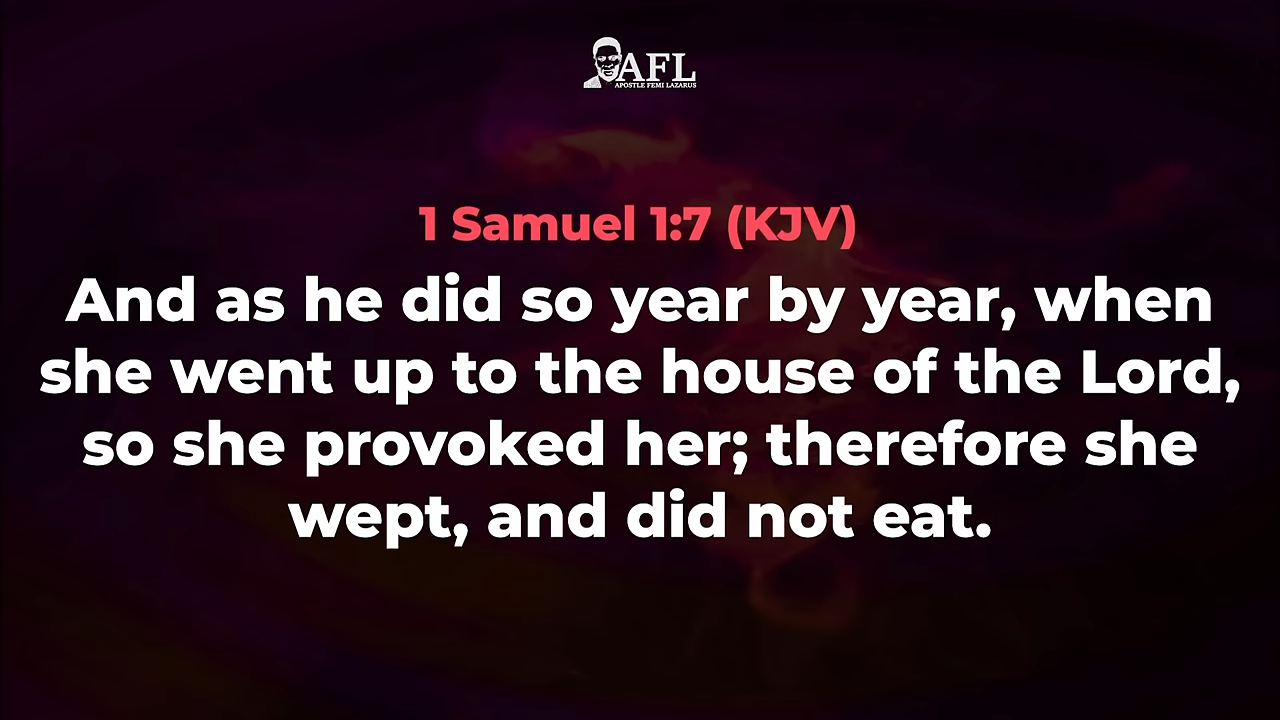 AFL
APOSTLE FEMI LAZARUS
1 Samuel 1:7 (KJV)
And as he did so year by year, when
she went up to the house of the Lord,
so she provoked her; therefore she
wept, and did not eat.